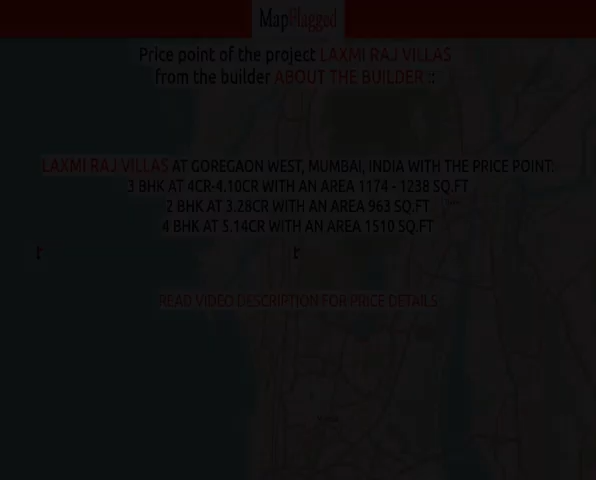 MapFlagged
Price point of the project LAXMI RAJ VILLAS
from the builder ABOUT THE BUILDER ::
LAXMI RAJ VILLAS AT GOREGAON WEST, MUMBAI, INDIA WITH THE PRICE POINT:
3 BHK AT 4CR-4.10CR WITH AN AREA 1174 - 1238 SQ.FT
2 BHK AT 3.28CR WITH AN AREA 963 SQ.FT
4 BHK AT 5.14CR WITH AN AREA 1510 SQ.FT
r r
READ VIDEO DESCRIPTION FOR PRICE DETAILS